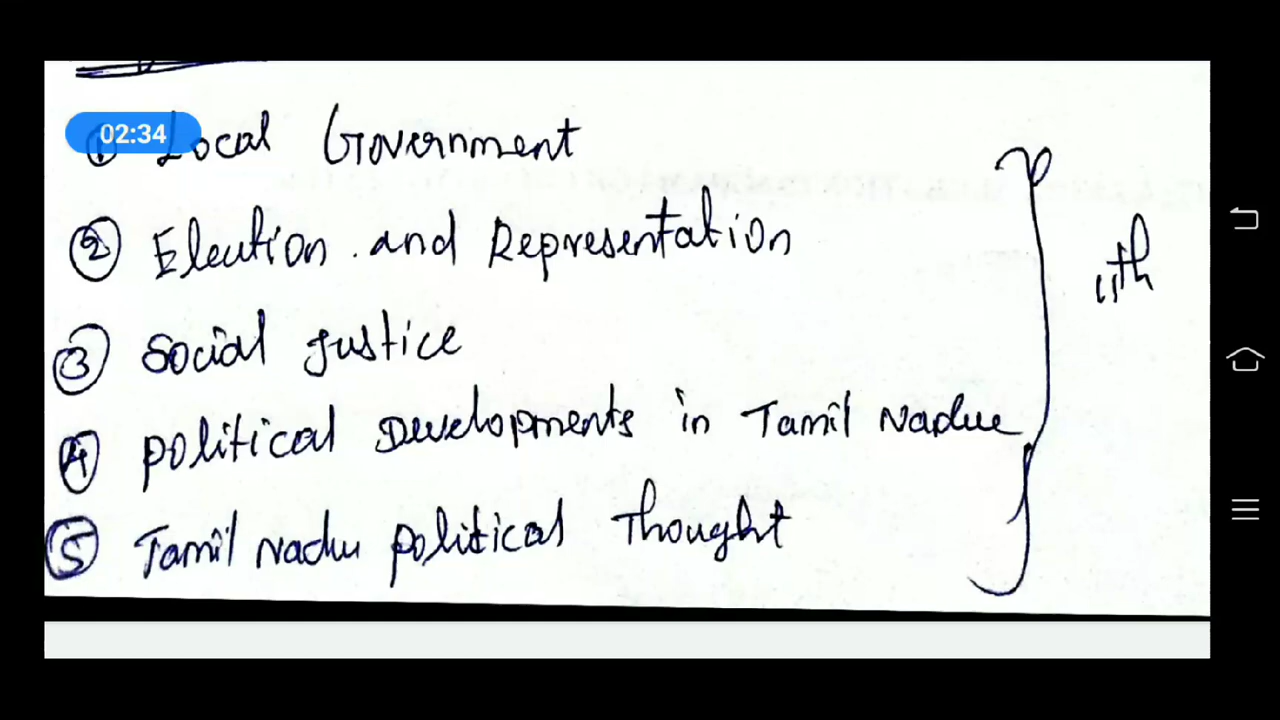 02:34
① Local Government
② Election and Representation
③ Social Justice
11th
④ Political Developments in Tamil Nadu
⑤ Tamil Nadu Political Thought